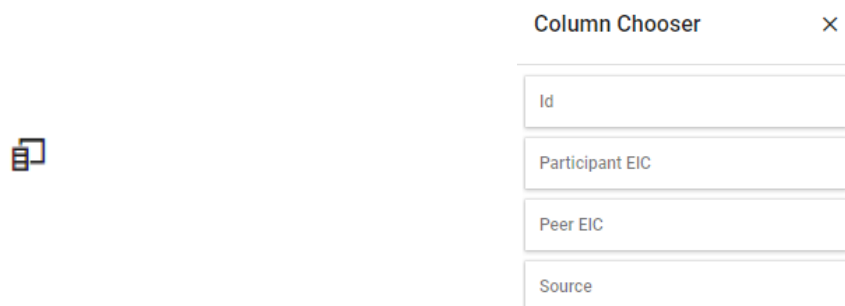 Column Chooser
Id
Participant EIC
Peer EIC
Source